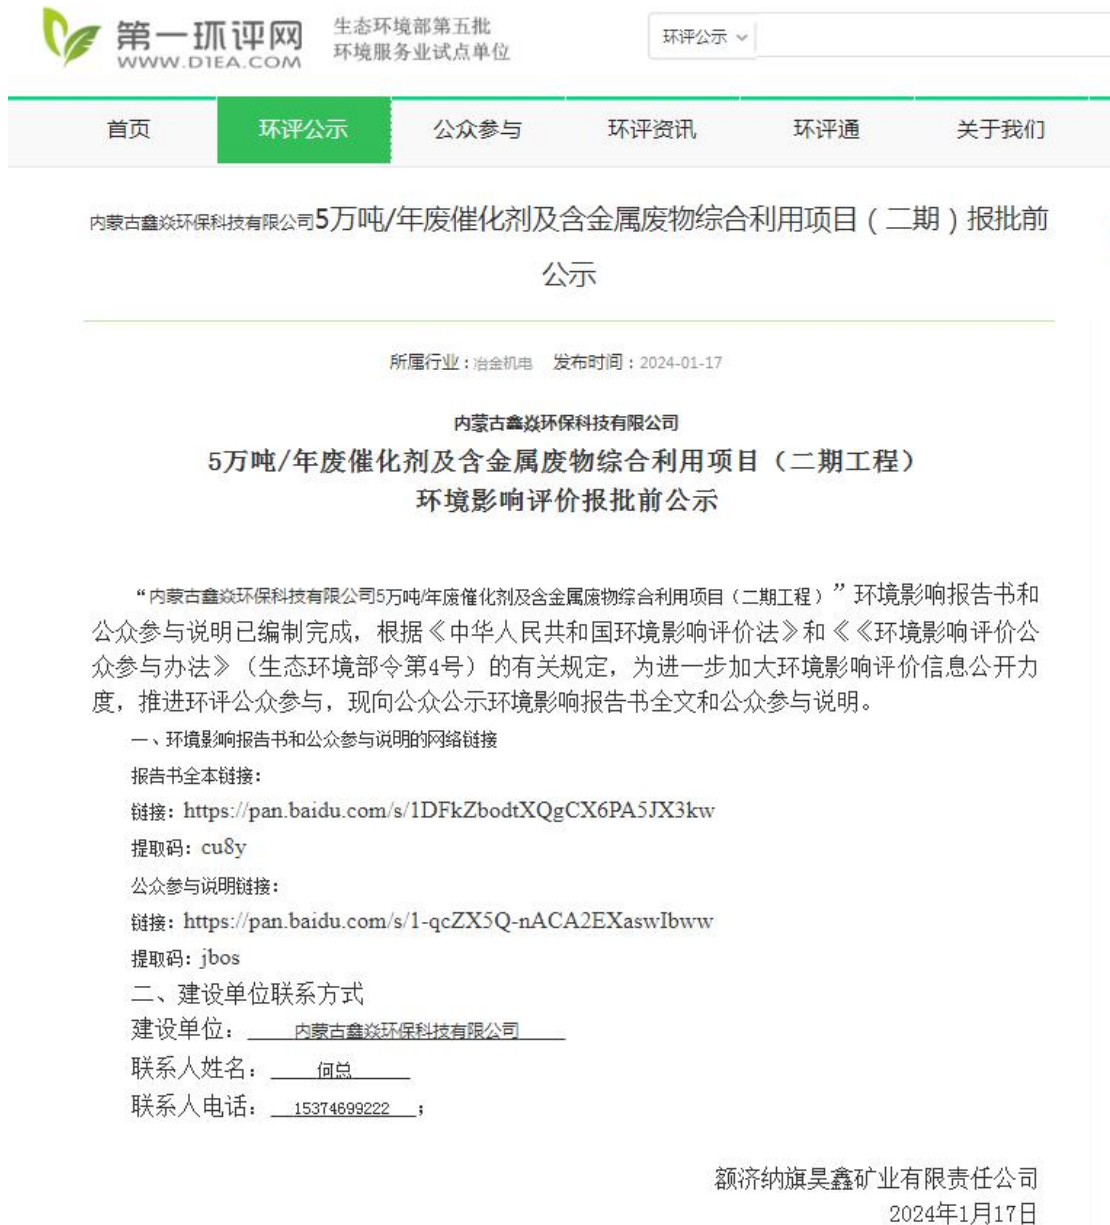 第一环评网
WWW.D1EA.COM
生态环境部第五批
环境服务业试点单位
环评公示
首页 环评公示 公众参与 环评资讯 环评通 关于我们
内蒙古鑫焱环保科技有限公司5万吨/年废催化剂及含金属废物综合利用项目（二期）报批前
公示
所属行业：冶金机电 发布时间：2024-01-17
内蒙古鑫焱环保科技有限公司
5万吨/年废催化剂及含金属废物综合利用项目（二期工程）
环境影响评价报批前公示
“内蒙古鑫焱环保科技有限公司5万吨/年废催化剂及含金属废物综合利用项目（二期工程）”环境影响报告书和
公众参与说明已编制完成，根据《中华人民共和国环境影响评价法》和《《环境影响评价公
众参与办法》（生态环境部令第4号）的有关规定，为进一步加大环境影响评价信息公开力
度，推进环评公众参与，现向公众公示环境影响报告书全文和公众参与说明。
一、环境影响报告书和公众参与说明的网络链接
报告书全本链接：
链接：https://pan.baidu.com/s/1DFkZbodtXQgCX6PA5JX3kw
提取码：cu8y
公众参与说明链接：
链接：https://pan.baidu.com/s/1-qcZX5Q-nACA2EXaswIbww
提取码：jbos
二、建设单位联系方式
建设单位：内蒙古鑫焱环保科技有限公司
联系人姓名：何总
联系人电话：15374699222；
额济纳旗昊鑫矿业有限责任公司
2024年1月17日